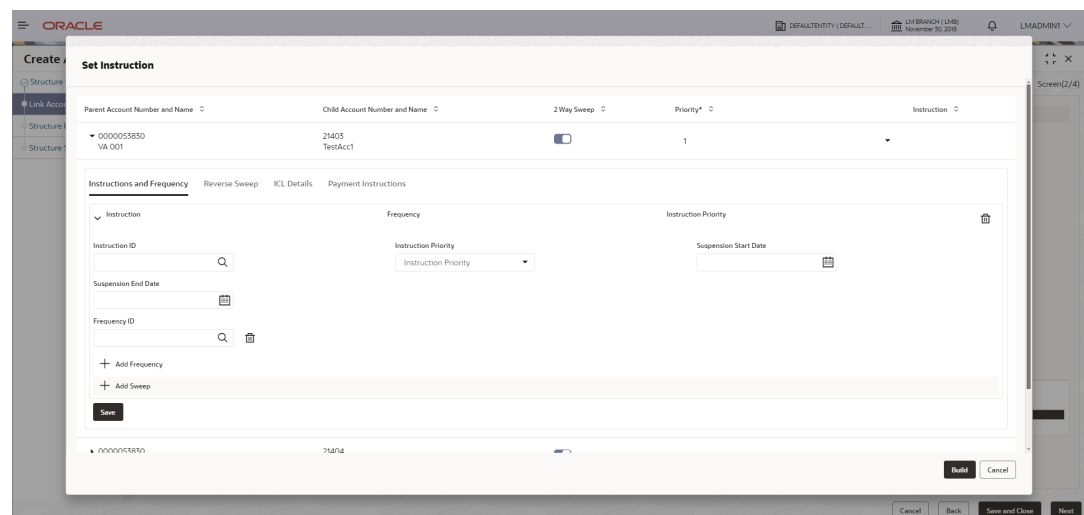 ORACLE
DEFAULTENTITY ( DEFAULT....
LM BRANCH ( LMB)
November 30, 2018
LMADMIN1
Create
Set Instruction
Structure
Screen(2/4)
Link Accou
Parent Account Number and Name
Child Account Number and Name
2 Way Sweep
Priority*
Instruction
Structure
0000053830
21403
1
Structure
VA 001
TestAcc1
Instructions and Frequency
Reverse Sweep
ICL Details
Payment Instructions
Instruction
Frequency
Instruction Priority
Instruction ID
Instruction Priority
Suspension Start Date
Instruction Priority
Suspension End Date
Frequency ID
Add Frequency
Add Sweep
Save
0000053830
21404
Build
Cancel
Cancel
Back
Save and Close
Next